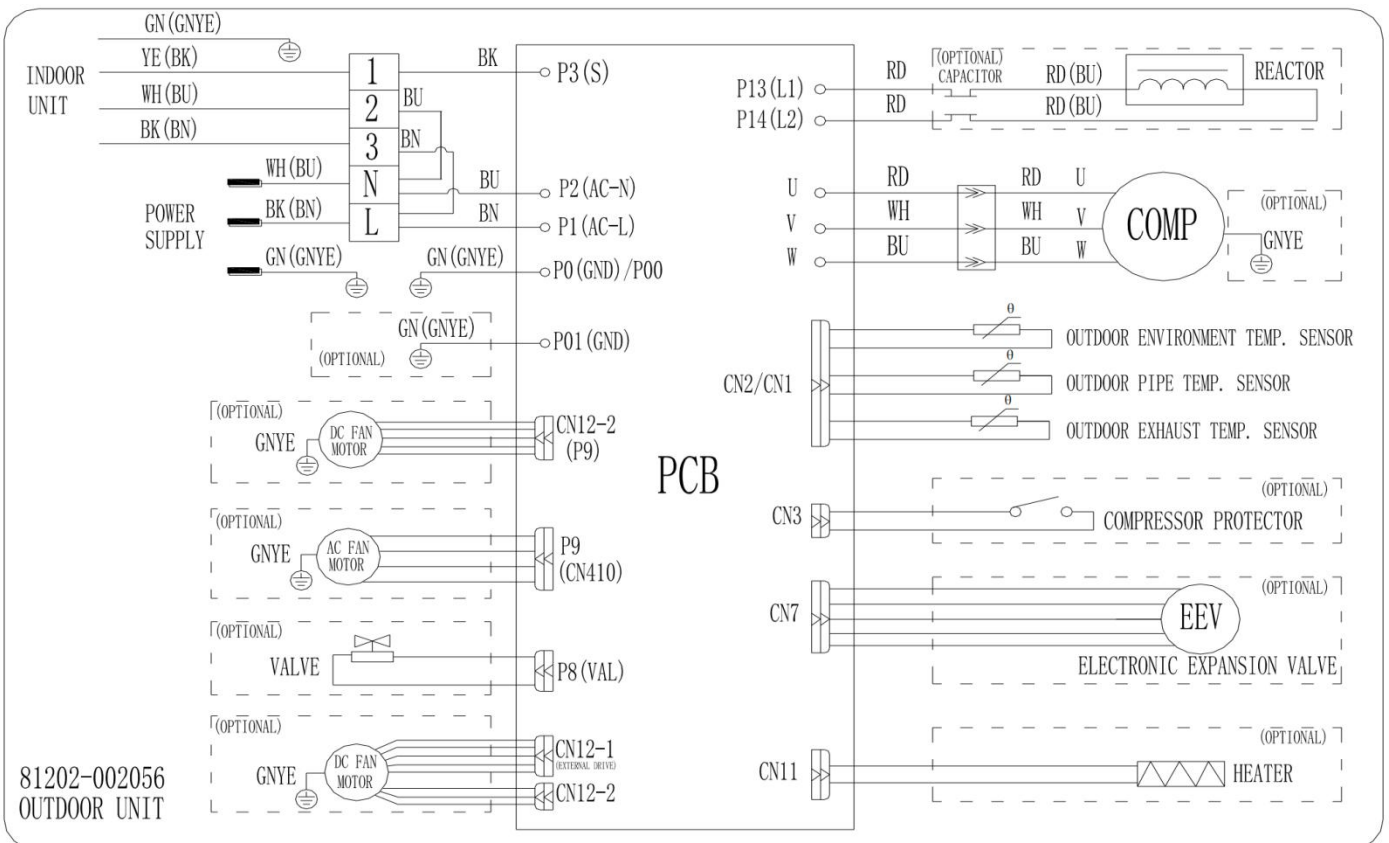 GN(GNYE)
INDOOR
UNIT
YE(BK)
WH(BU)
BK(BN)
1
2
3
N
L
BK
BU
BN
BU
BN
P3(S)
P2(AC-N)
P1(AC-L)
POWER
SUPPLY
WH(BU)
BK(BN)
GN(GNYE)
GN(GNYE)
P0(GND)/P00
(OPTIONAL)
GN(GNYE)
P01(GND)
(OPTIONAL)
GNYE
DC FAN
MOTOR
CN12-2
(P9)
(OPTIONAL)
GNYE
AC FAN
MOTOR
P9
(CN410)
(OPTIONAL)
VALVE
P8(VAL)
(OPTIONAL)
GNYE
DC FAN
MOTOR
CN12-1
(EXTERNAL DRIVE)
CN12-2
81202-002056
OUTDOOR UNIT
PCB
P13(L1)
P14(L2)
RD
RD
(OPTIONAL)
CAPACITOR
RD(BU)
RD(BU)
REACTOR
U
V
W
RD
WH
BU
RD
WH
BU
U
V
W
COMP
(OPTIONAL)
GNYE
CN2/CN1
θ
OUTDOOR ENVIRONMENT TEMP. SENSOR
θ
OUTDOOR PIPE TEMP. SENSOR
θ
OUTDOOR EXHAUST TEMP. SENSOR
CN3
(OPTIONAL)
COMPRESSOR PROTECTOR
CN7
(OPTIONAL)
EEV
ELECTRONIC EXPANSION VALVE
CN11
(OPTIONAL)
HEATER